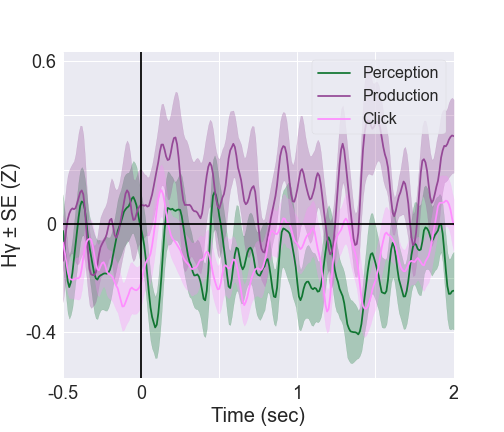 0.6
Perception
Production
Click
Hγ ± SE (Z)
0
-0.4
-0.5
0
1
2
Time (sec)